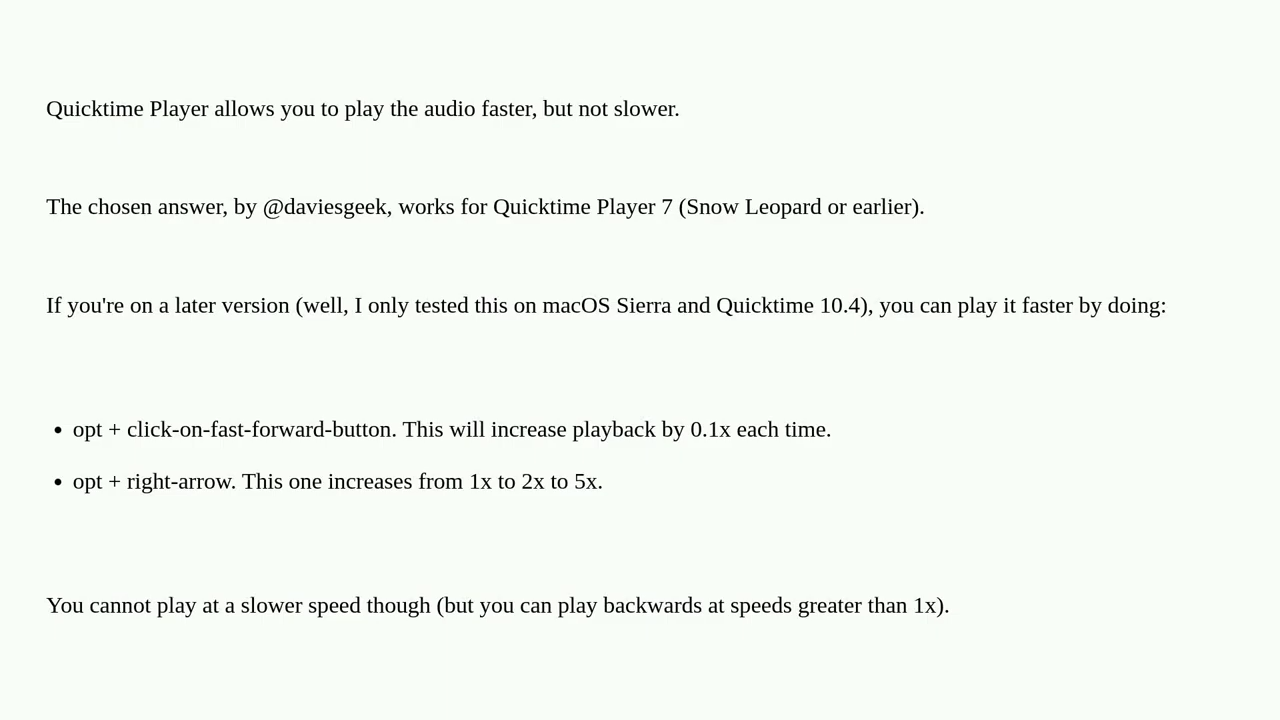 Quicktime Player allows you to play the audio faster, but not slower.
The chosen answer, by @daviesgeek, works for Quicktime Player 7 (Snow Leopard or earlier).
If you're on a later version (well, I only tested this on macOS Sierra and Quicktime 10.4), you can play it faster by doing:
• opt + click-on-fast-forward-button. This will increase playback by 0.1x each time.
• opt + right-arrow. This one increases from 1x to 2x to 5x.
You cannot play at a slower speed though (but you can play backwards at speeds greater than 1x).